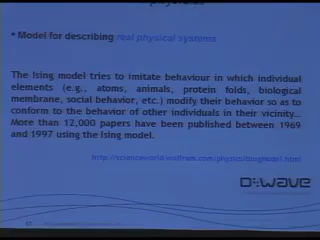 * Model for describing real physical systems
The Ising model tries to imitate behaviour in which individual
elements (e.g., atoms, animals, protein folds, biological
membrane, social behavior, etc.) modify their behavior so as to
conform to the behavior of other individuals in their vicinity...
More than 12,000 papers have been published between 1969
and 1997 using the Ising model.
http://scienceworld.wolfram.com/physics/IsingModel.html
D:wave